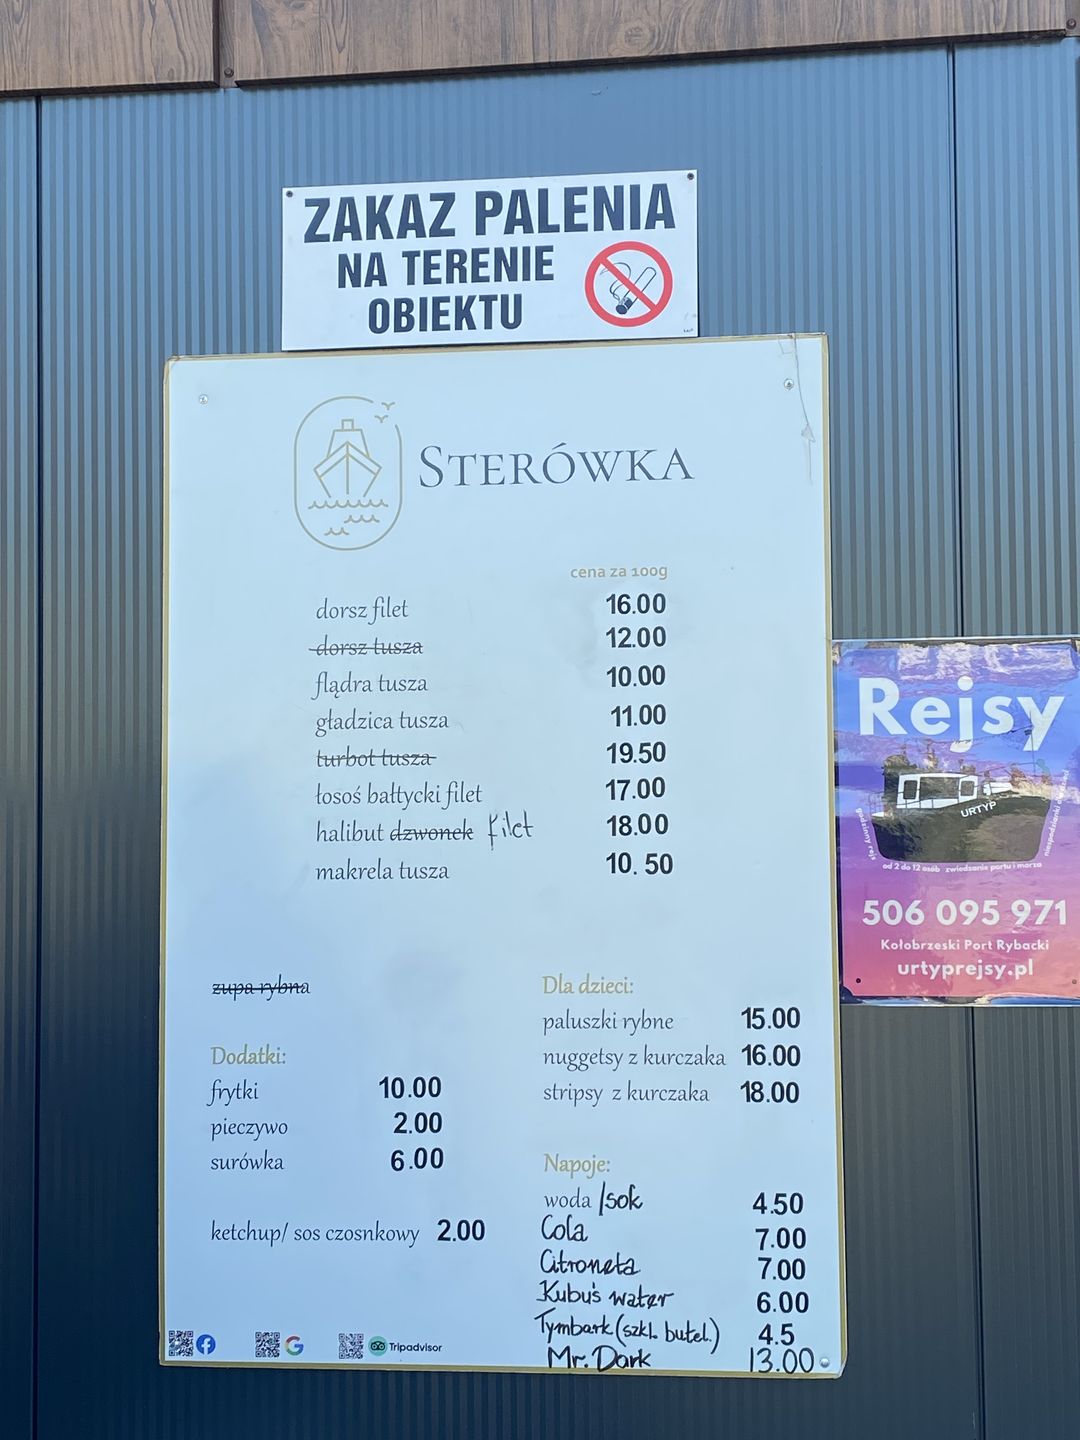 ZAKAZ PALENIA
NA TERENIE
OBIEKTU
STERÓWKA
cena za 100g
dorsz filet 16.00
dorsz tusza 12.00
flądra tusza 10.00
gładzica tusza 11.00
turbot tusza 19.50
łosoś bałtycki filet 17.00
halibut dzwonek filet 18.00
makrela tusza 10.50
zupa rybna
Dodatki:
frytki 10.00
pieczywo 2.00
surówka 6.00
ketchup/ sos czosnkowy 2.00
Dla dzieci:
paluszki rybne 15.00
nuggetsy z kurczaka 16.00
stripsy z kurczaka 18.00
Napoje:
woda /sok 4.50
Cola 7.00
Citroneta 7.00
Kubuś water 6.00
Tymbark (szkl. butel.) 4.5
Mr. Dark 13.00
Tripadvisor
Rejsy
URTYP
od 2 do 12 osób zwiedzanie portu i morza
506 095 971
Kołobrzeski Port Rybacki
urtyprejsy.pl